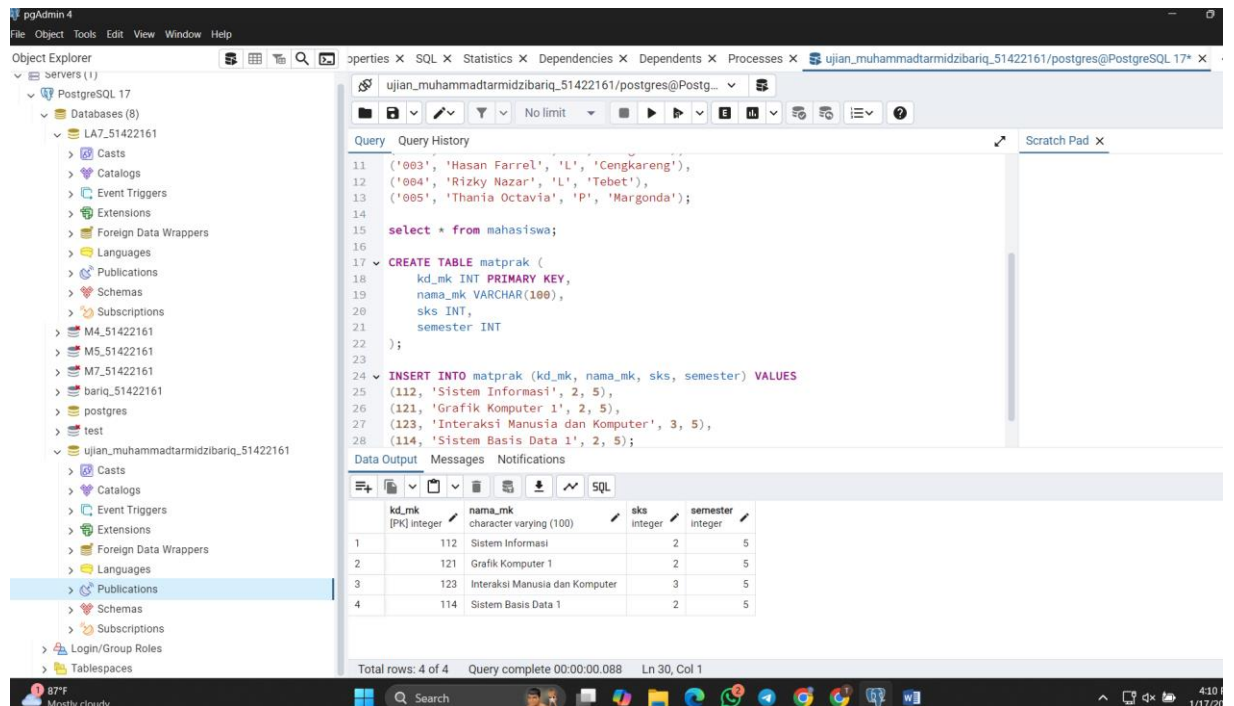 pgAdmin 4
File Object Tools Edit View Window Help
Object Explorer
Servers (1)
PostgreSQL 17
Databases (8)
LA7_51422161
Casts
Catalogs
Event Triggers
Extensions
Foreign Data Wrappers
Languages
Publications
Schemas
Subscriptions
M4_51422161
M5_51422161
M7_51422161
bariq_51422161
postgres
test
ujian_muhammadtarmidzibariq_51422161
Casts
Catalogs
Event Triggers
Extensions
Foreign Data Wrappers
Languages
Publications
Schemas
Subscriptions
Login/Group Roles
Tablespaces
operties X SQL X Statistics X Dependencies X Dependents X Processes X ujian_muhammadtarmidzibariq_51422161/postgres@PostgreSQL 17* X
ujian_muhammadtarmidzibariq_51422161/postgres@Postg...
No limit
Query Query History
Scratch Pad X
11 ('003', 'Hasan Farrel', 'L', 'Cengkareng'),
12 ('004', 'Rizky Nazar', 'L', 'Tebet'),
13 ('005', 'Thania Octavia', 'P', 'Margonda');
14
15 select * from mahasiswa;
16
17 CREATE TABLE matprak (
18 kd_mk INT PRIMARY KEY,
19 nama_mk VARCHAR(100),
20 sks INT,
21 semester INT
22 );
23
24 INSERT INTO matprak (kd_mk, nama_mk, sks, semester) VALUES
25 (112, 'Sistem Informasi', 2, 5),
26 (121, 'Grafik Komputer 1', 2, 5),
27 (123, 'Interaksi Manusia dan Komputer', 3, 5),
28 (114, 'Sistem Basis Data 1', 2, 5);
Data Output Messages Notifications
SQL
kd_mk nama_mk sks semester
[PK] integer character varying (100) integer integer
1 112 Sistem Informasi 2 5
2 121 Grafik Komputer 1 2 5
3 123 Interaksi Manusia dan Komputer 3 5
4 114 Sistem Basis Data 1 2 5
Total rows: 4 of 4 Query complete 00:00:00.088 Ln 30, Col 1
1 87°F
Mostly cloudy
Search
4:10
1/17/20